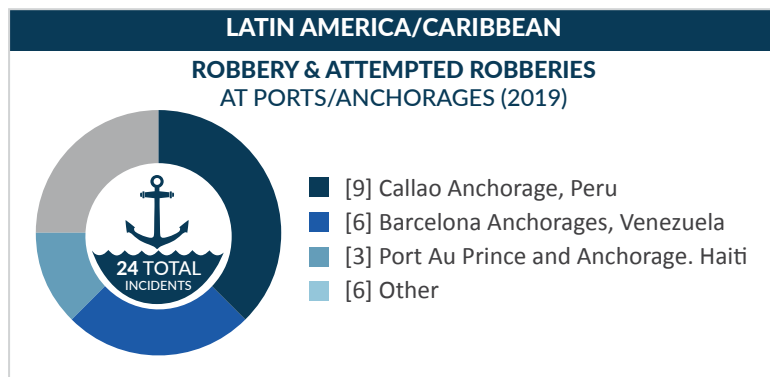 LATIN AMERICA/CARIBBEAN
ROBBERY & ATTEMPTED ROBBERIES
AT PORTS/ANCHORAGES (2019)
24 TOTAL
INCIDENTS
[9] Callao Anchorage, Peru
[6] Barcelona Anchorages, Venezuela
[3] Port Au Prince and Anchorage. Haiti
[6] Other